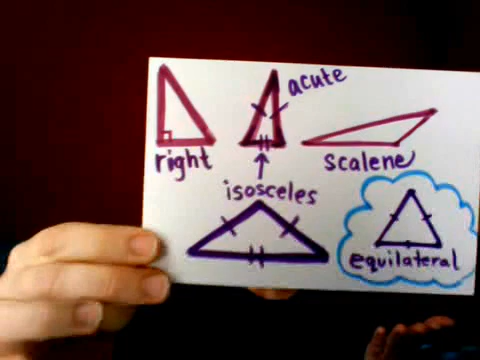 acute
right
scalene
isosceles
equilateral